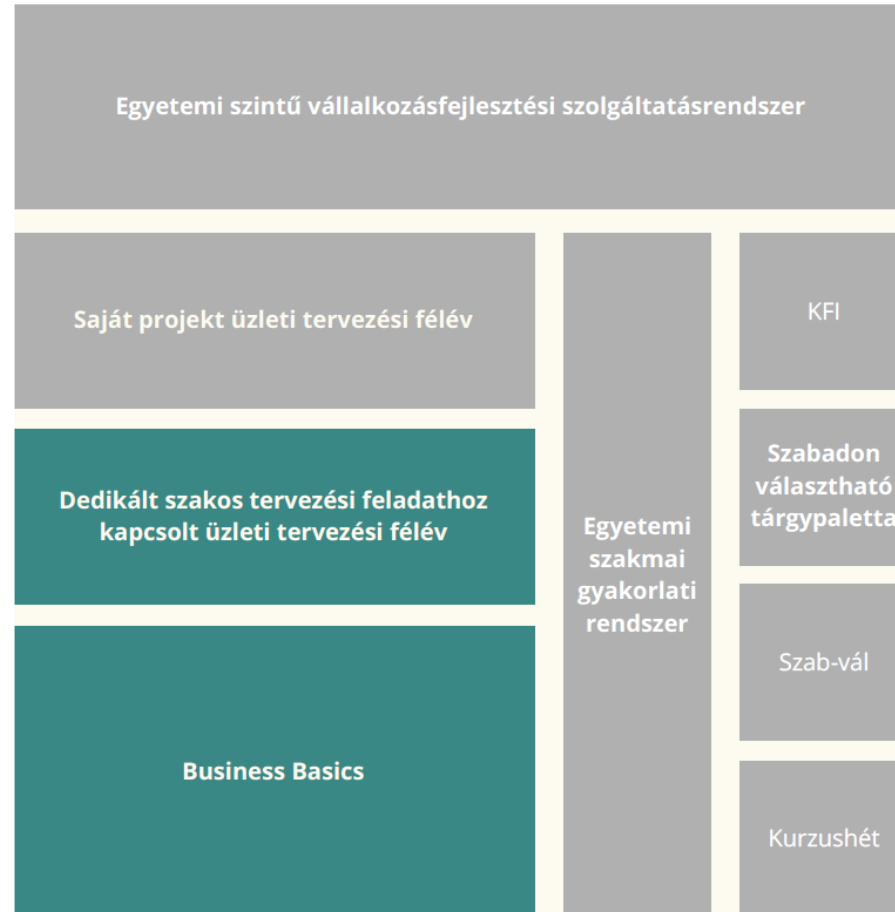 Egyetemi szintű vállalkozásfejlesztési szolgáltatásrendszer
Saját projekt üzleti tervezési félév
Dedikált szakos tervezési feladathoz
kapcsolt üzleti tervezési félév
Business Basics
Egyetemi
szakmai
gyakorlati
rendszer
KFI
Szabadon
választható
tárgypaletta
Szab-vál
Kurzushét